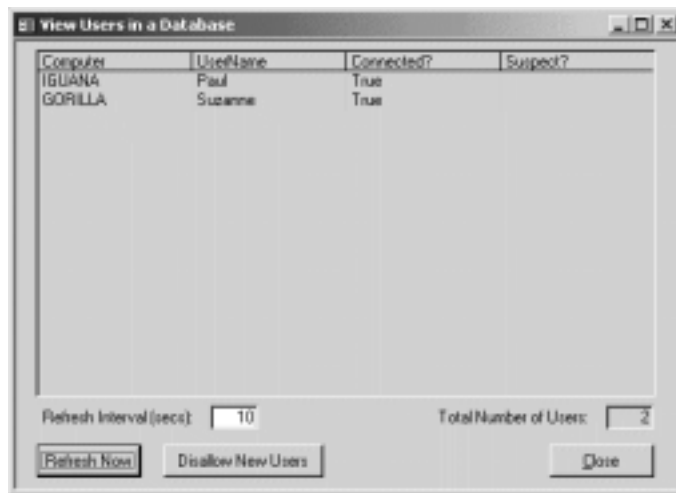 View Users in a Database
Computer UserName Connected? Suspect?
IGUANA Paul True
GORILLA Suzanne True
Refresh Interval (secs): 10 Total Number of Users: 2
Refresh Now Disallow New Users Close